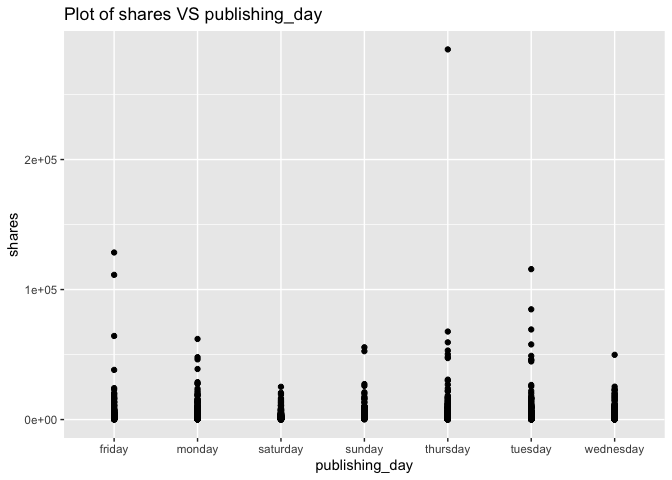 Plot of shares VS publishing_day
2e+05
1e+05
0e+00
shares
friday monday saturday sunday thursday tuesday wednesday
publishing_day